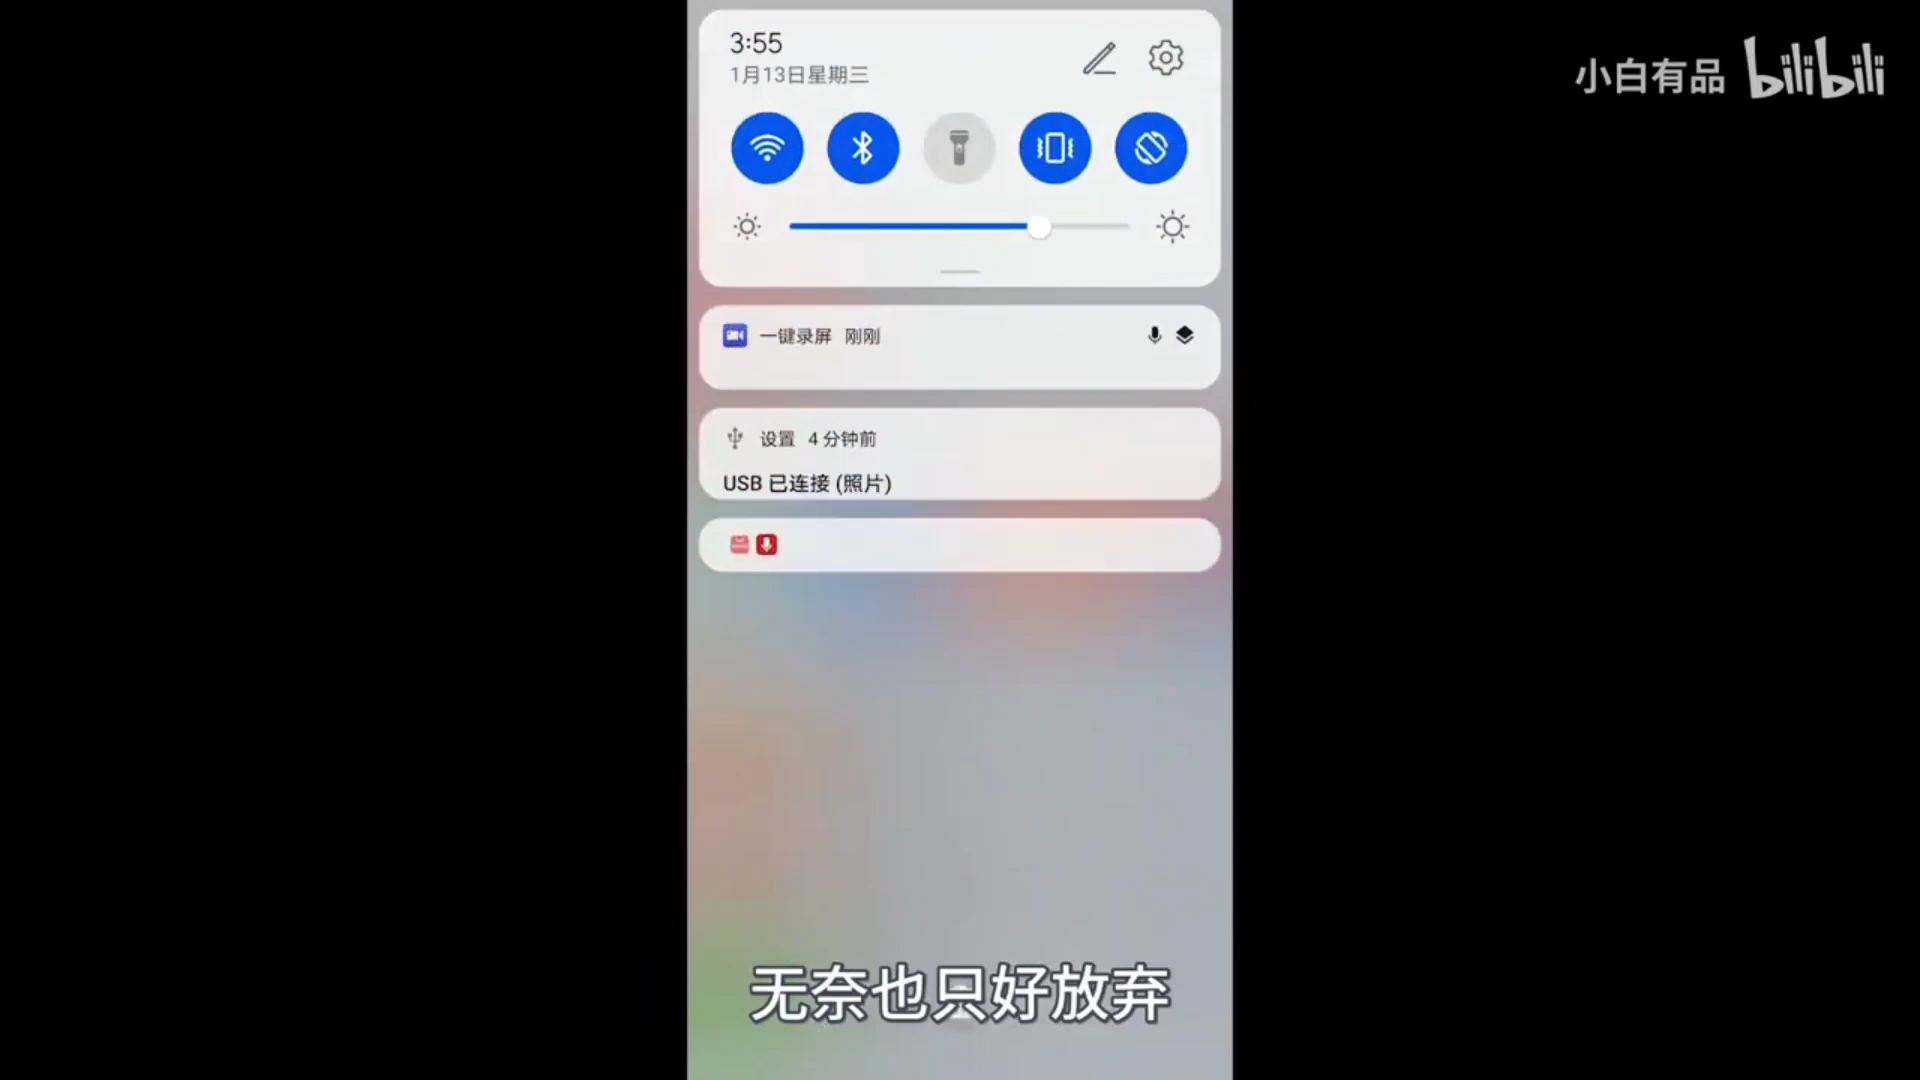 3:55
1月13日星期三
小白有品 bilibili
一键录屏 刚刚
设置 4 分钟前
USB 已连接 (照片)
无奈也只好放弃